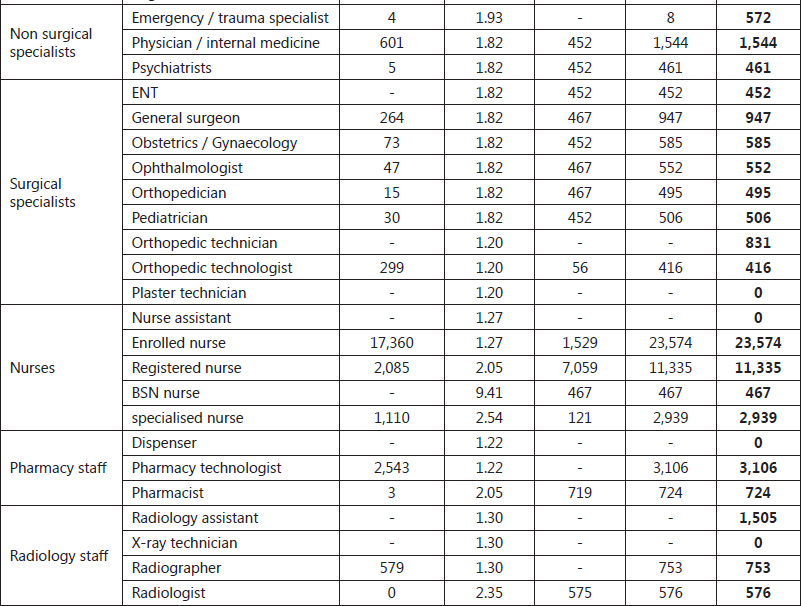 Non surgical
specialists
Emergency / trauma specialist 4 1.93 - 8 572
Physician / internal medicine 601 1.82 452 1,544 1,544
Psychiatrists 5 1.82 452 461 461
Surgical
specialists
ENT - 1.82 452 452 452
General surgeon 264 1.82 467 947 947
Obstetrics / Gynaecology 73 1.82 452 585 585
Ophthalmologist 47 1.82 467 552 552
Orthopedician 15 1.82 467 495 495
Pediatrician 30 1.82 452 506 506
Orthopedic technician - 1.20 - - 831
Orthopedic technologist 299 1.20 56 416 416
Plaster technician - 1.20 - - 0
Nurses
Nurse assistant - 1.27 - - 0
Enrolled nurse 17,360 1.27 1,529 23,574 23,574
Registered nurse 2,085 2.05 7,059 11,335 11,335
BSN nurse - 9.41 467 467 467
specialised nurse 1,110 2.54 121 2,939 2,939
Pharmacy staff
Dispenser - 1.22 - - 0
Pharmacy technologist 2,543 1.22 - 3,106 3,106
Pharmacist 3 2.05 719 724 724
Radiology staff
Radiology assistant - 1.30 - - 1,505
X-ray technician - 1.30 - - 0
Radiographer 579 1.30 - 753 753
Radiologist 0 2.35 575 576 576